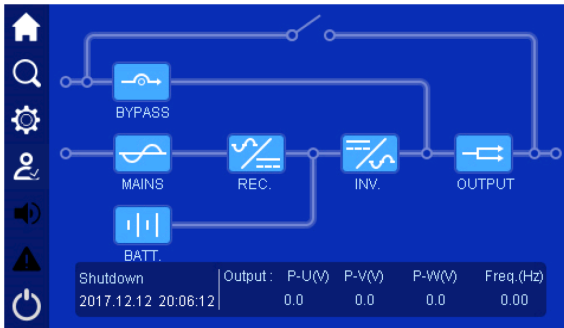 BYPASS
MAINS REC. INV. OUTPUT
BATT.
Shutdown Output : P-U(V) P-V(V) P-W(V) Freq.(Hz)
2017.12.12 20:06:12 0.0 0.0 0.0 0.00